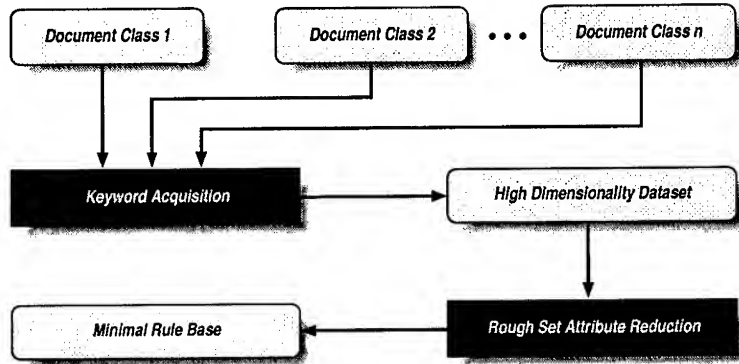 Document Class 1
Document Class 2
• • •
Document Class n
Keyword Acquisition
High Dimensionality Dataset
Minimal Rule Base
Rough Set Attribute Reduction